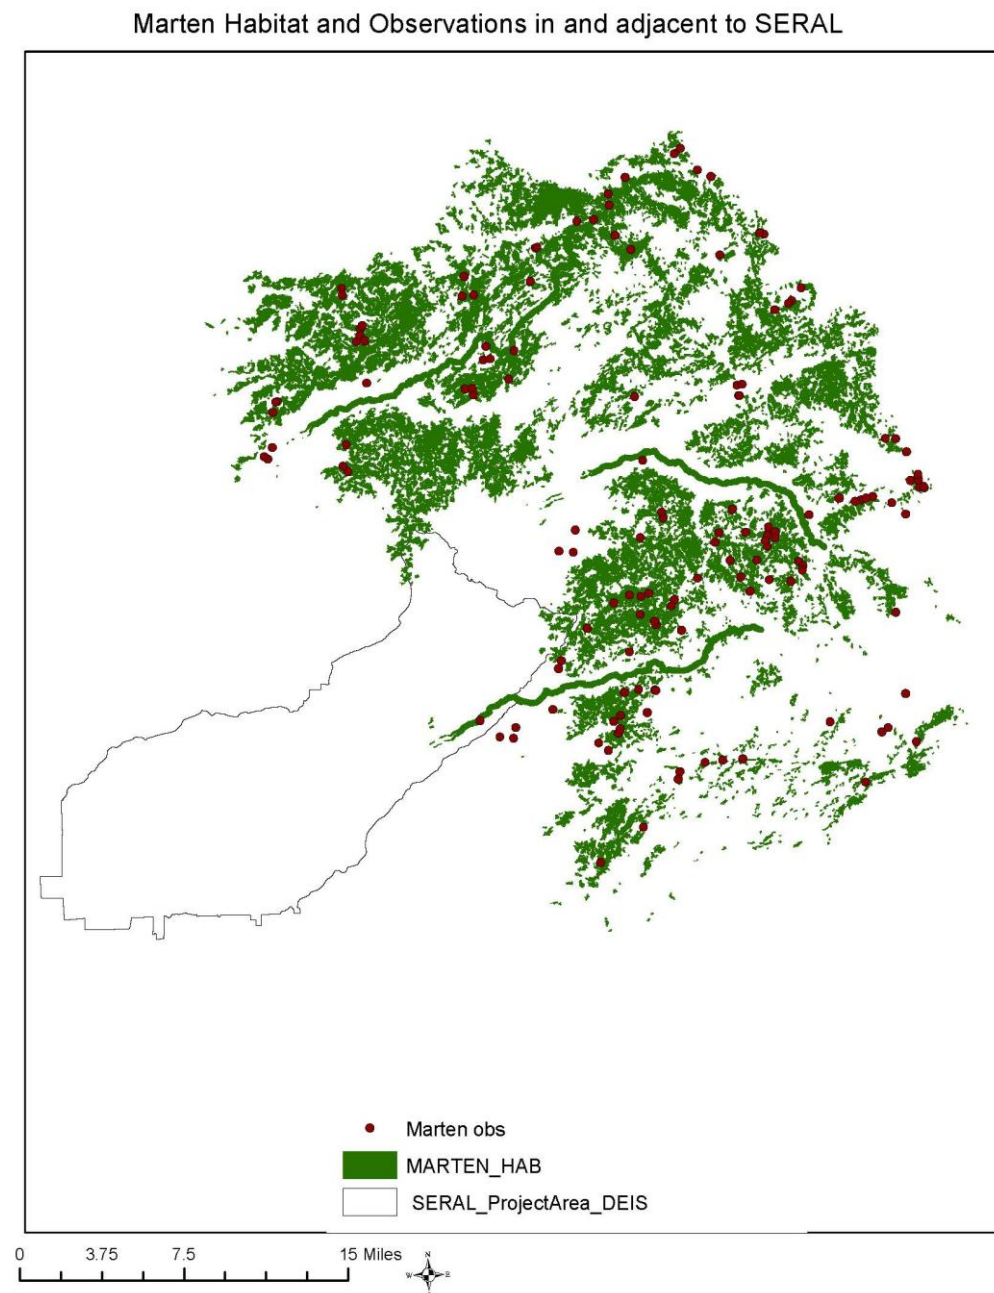 Marten Habitat and Observations in and adjacent to SERAL
Marten obs
MARTEN_HAB
SERAL_ProjectArea_DEIS
0 3.75 7.5 15 Miles
N
W E
S